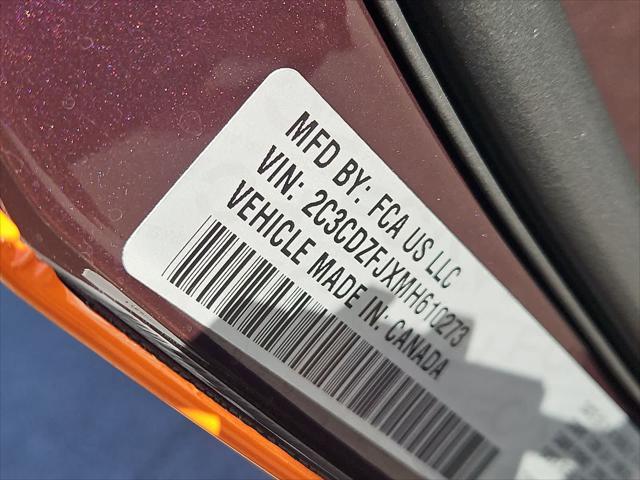 MFD BY: FCA US LLC
VIN: 2C3CDZFJXMH610273
VEHICLE MADE IN: CANADA